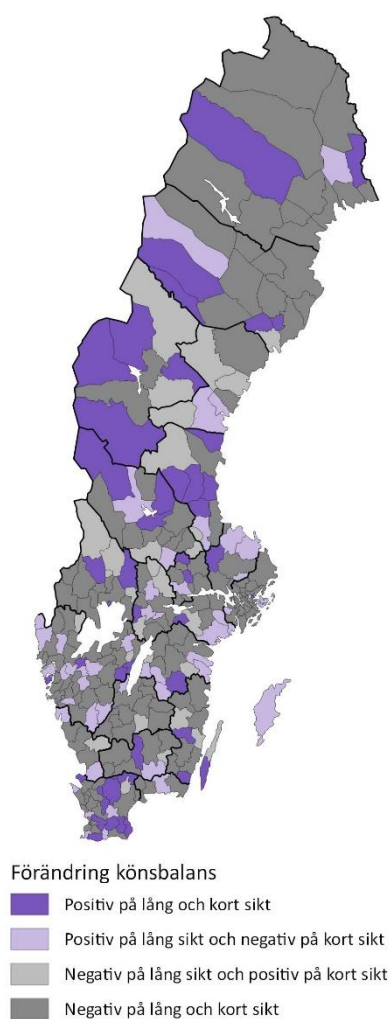 Förändring könsbalans
Positiv på lång och kort sikt
Positiv på lång sikt och negativ på kort sikt
Negativ på lång sikt och positiv på kort sikt
Negativ på lång och kort sikt